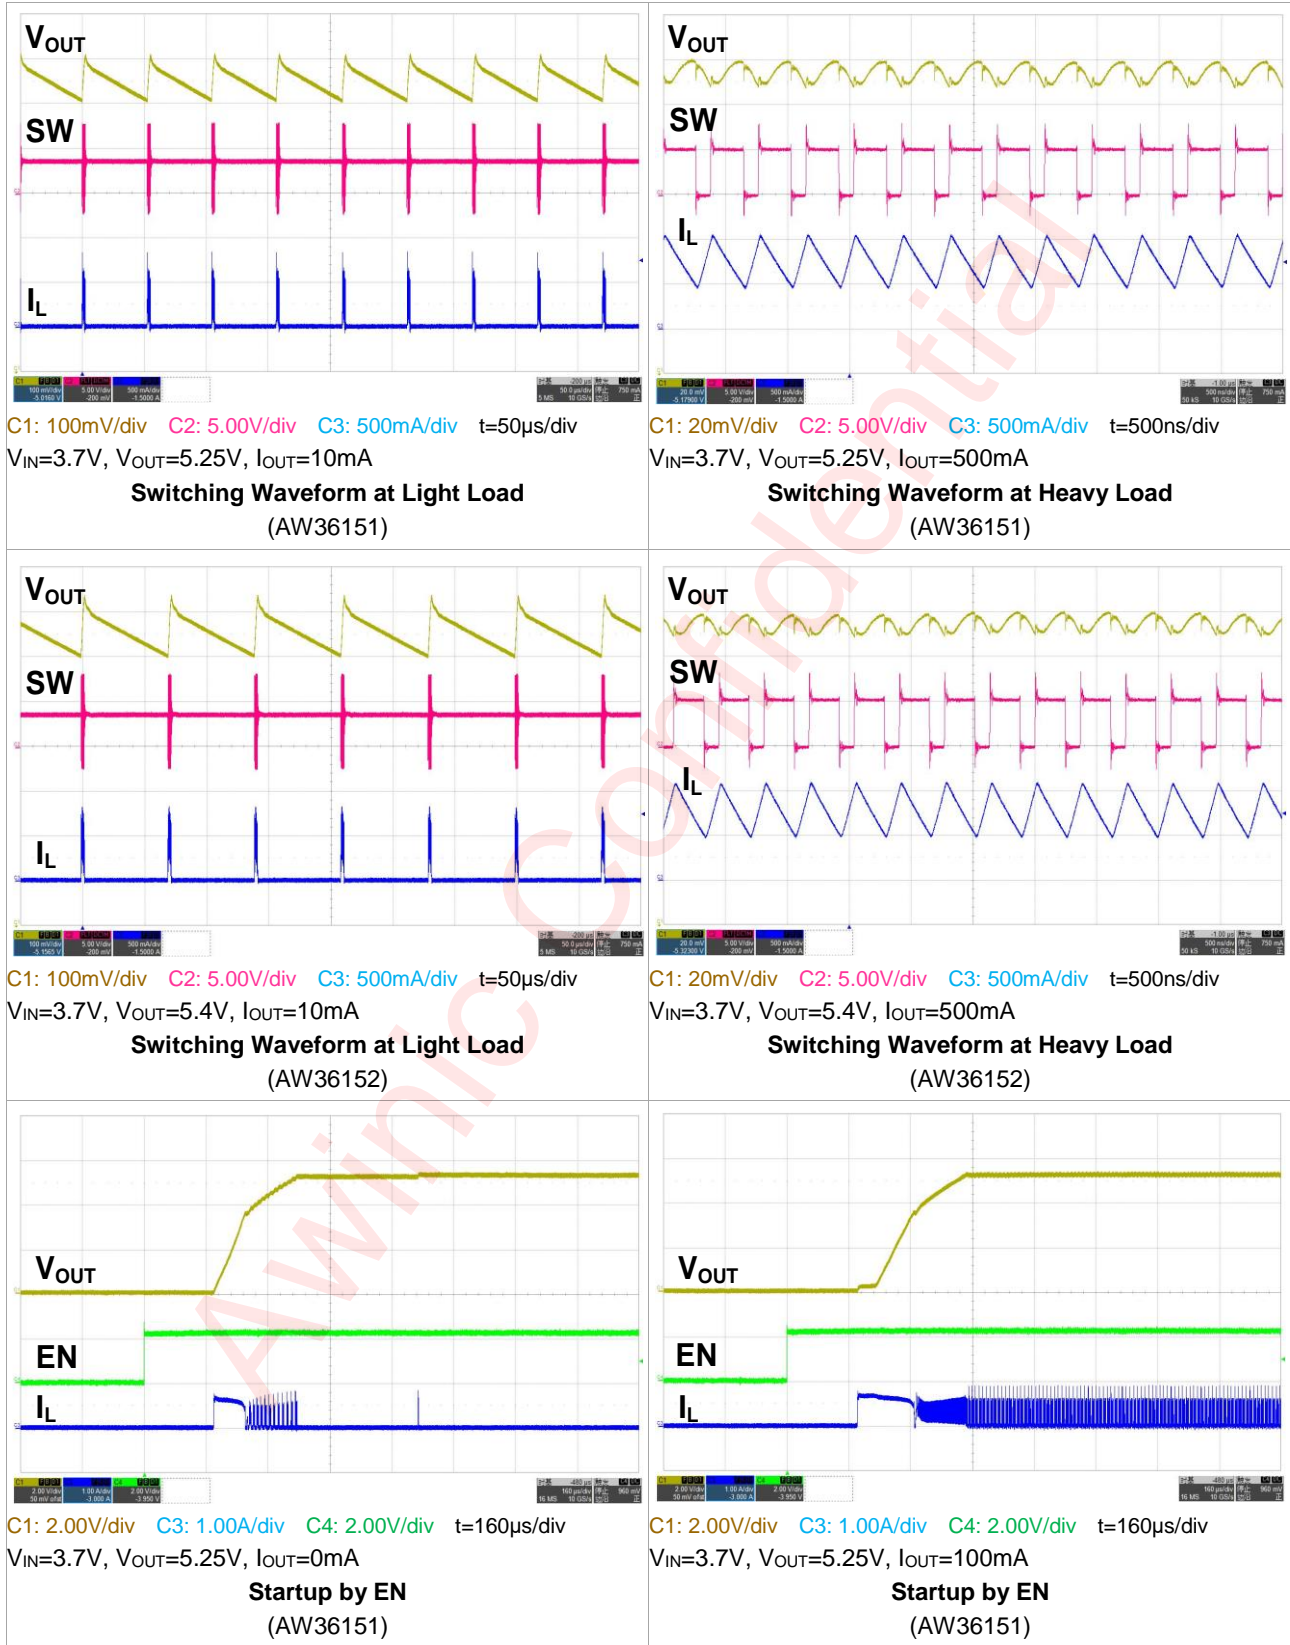 VOUT
SW
IL
C1: 100mV/div C2: 5.00V/div C3: 500mA/div t=50µs/div
VIN=3.7V, VOUT=5.25V, IOUT=10mA
Switching Waveform at Light Load
(AW36151)
VOUT
SW
IL
C1: 20mV/div C2: 5.00V/div C3: 500mA/div t=500ns/div
VIN=3.7V, VOUT=5.25V, IOUT=500mA
Switching Waveform at Heavy Load
(AW36151)
VOUT
SW
IL
C1: 100mV/div C2: 5.00V/div C3: 500mA/div t=50µs/div
VIN=3.7V, VOUT=5.4V, IOUT=10mA
Switching Waveform at Light Load
(AW36152)
VOUT
SW
IL
C1: 20mV/div C2: 5.00V/div C3: 500mA/div t=500ns/div
VIN=3.7V, VOUT=5.4V, IOUT=500mA
Switching Waveform at Heavy Load
(AW36152)
VOUT
EN
IL
C1: 2.00V/div C3: 1.00A/div C4: 2.00V/div t=160µs/div
VIN=3.7V, VOUT=5.25V, IOUT=0mA
Startup by EN
(AW36151)
VOUT
EN
IL
C1: 2.00V/div C3: 1.00A/div C4: 2.00V/div t=160µs/div
VIN=3.7V, VOUT=5.25V, IOUT=100mA
Startup by EN
(AW36151)
Awinic Confidential